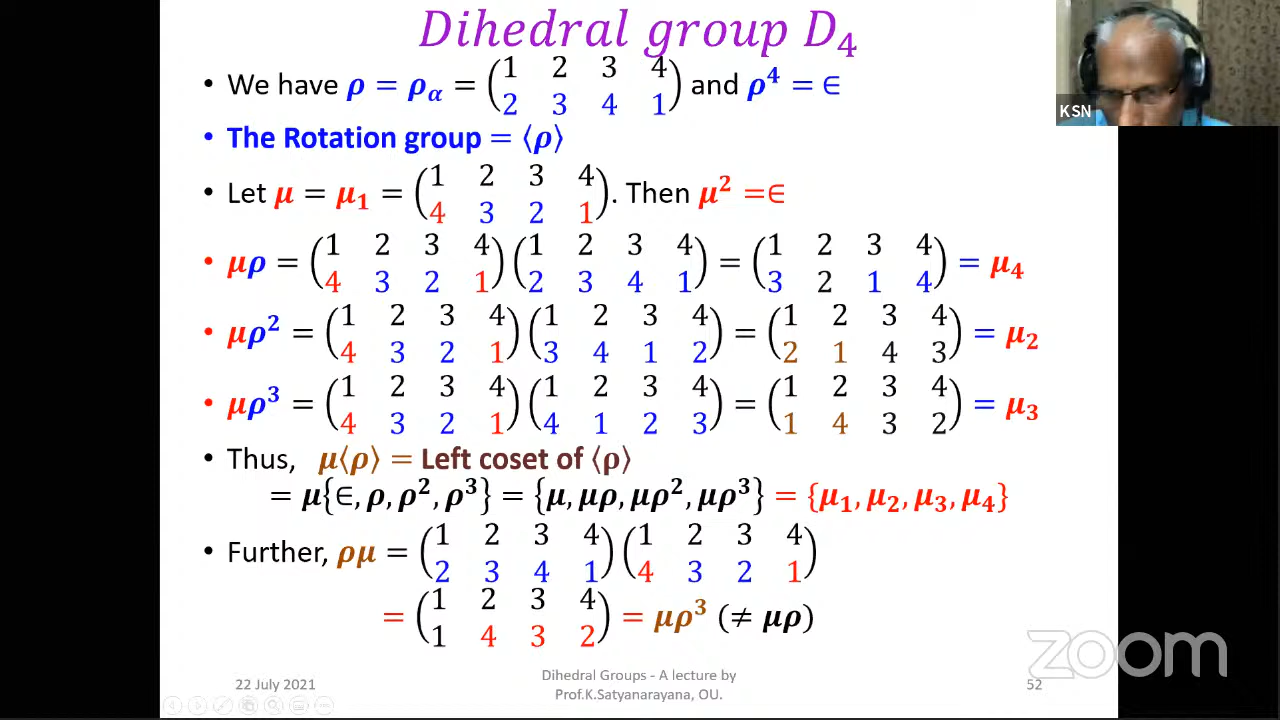 Dihedral group D₄
• We have ρ = ρ_α = (1 2 3 4 / 2 3 4 1) and ρ⁴ = ∈
KSN
• The Rotation group = ⟨ρ⟩
• Let μ = μ₁ = (1 2 3 4 / 4 3 2 1). Then μ² =∈
• μρ = (1 2 3 4 / 4 3 2 1)(1 2 3 4 / 2 3 4 1) = (1 2 3 4 / 3 2 1 4) = μ₄
• μρ² = (1 2 3 4 / 4 3 2 1)(1 2 3 4 / 3 4 1 2) = (1 2 3 4 / 2 1 4 3) = μ₂
• μρ³ = (1 2 3 4 / 4 3 2 1)(1 2 3 4 / 4 1 2 3) = (1 2 3 4 / 1 4 3 2) = μ₃
• Thus, μ⟨ρ⟩ = Left coset of ⟨ρ⟩
= μ{∈, ρ, ρ², ρ³} = {μ, μρ, μρ², μρ³} = {μ₁, μ₂, μ₃, μ₄}
• Further, ρμ = (1 2 3 4 / 2 3 4 1)(1 2 3 4 / 4 3 2 1)
= (1 2 3 4 / 1 4 3 2) = μρ³ (≠ μρ)
zoom
22 July 2021
Dihedral Groups - A lecture by
Prof.K.Satyanarayana, OU.
52